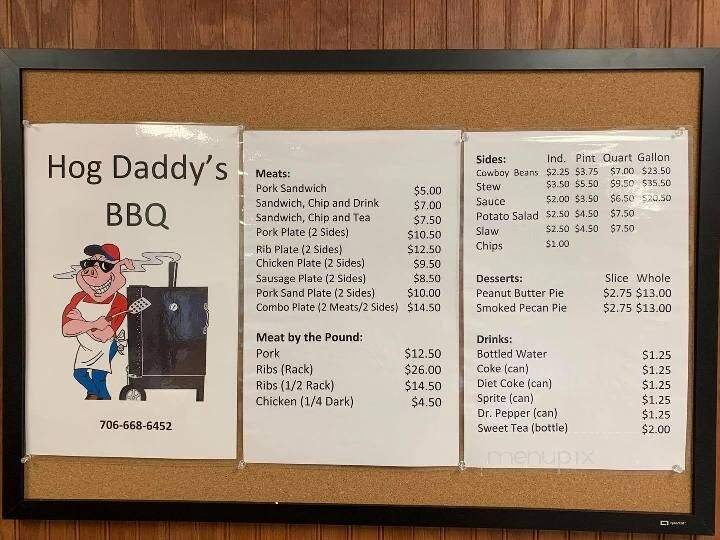 Hog Daddy's
BBQ
706-668-6452
Meats:
Pork Sandwich $5.00
Sandwich, Chip and Drink $7.00
Sandwich, Chip and Tea $7.50
Pork Plate (2 Sides) $10.50
Rib Plate (2 Sides) $12.50
Chicken Plate (2 Sides) $9.50
Sausage Plate (2 Sides) $8.50
Pork Sand Plate (2 Sides) $10.00
Combo Plate (2 Meats/2 Sides) $14.50
Meat by the Pound:
Pork $12.50
Ribs (Rack) $26.00
Ribs (1/2 Rack) $14.50
Chicken (1/4 Dark) $4.50
Sides: Ind. Pint Quart Gallon
Cowboy Beans $2.25 $3.75 $7.00 $23.50
Stew $3.50 $5.50 $9.50 $35.50
Sauce $2.00 $3.50 $6.50 $20.50
Potato Salad $2.50 $4.50 $7.50
Slaw $2.50 $4.50 $7.50
Chips $1.00
Desserts: Slice Whole
Peanut Butter Pie $2.75 $13.00
Smoked Pecan Pie $2.75 $13.00
Drinks:
Bottled Water $1.25
Coke (can) $1.25
Diet Coke (can) $1.25
Sprite (can) $1.25
Dr. Pepper (can) $1.25
Sweet Tea (bottle) $2.00
menupix